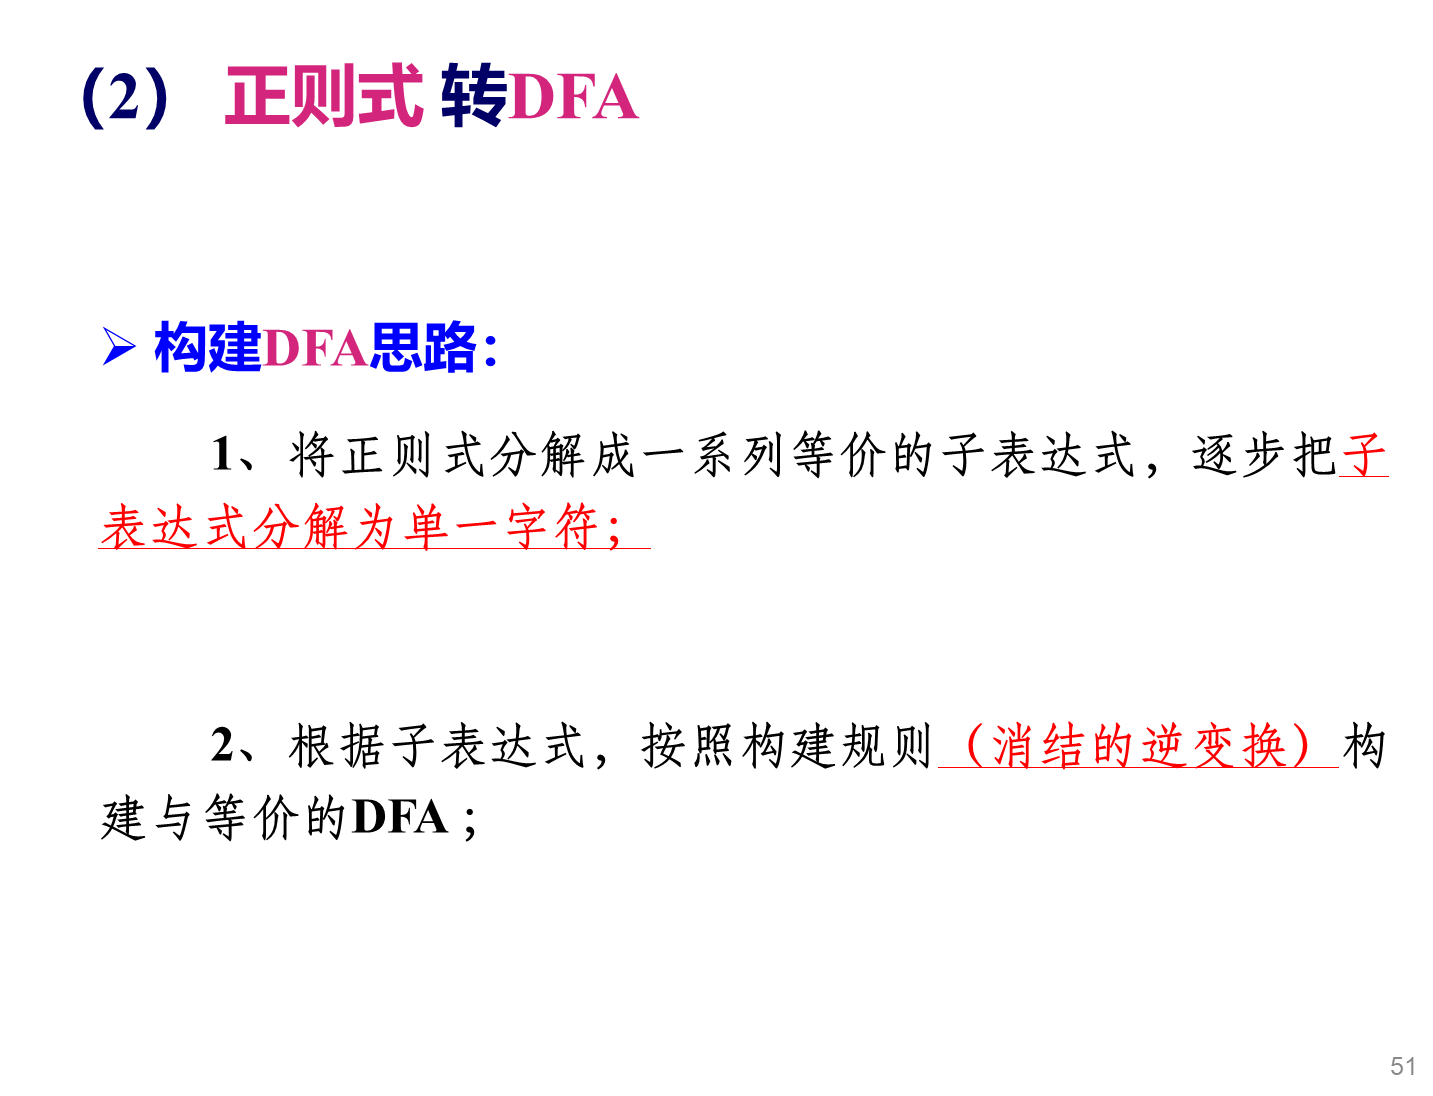 （2） 正则式 转DFA
➢ 构建DFA思路：
1、将正则式分解成一系列等价的子表达式，逐步把子
表达式分解为单一字符；
2、根据子表达式，按照构建规则（消结的逆变换）构
建与等价的DFA；
51